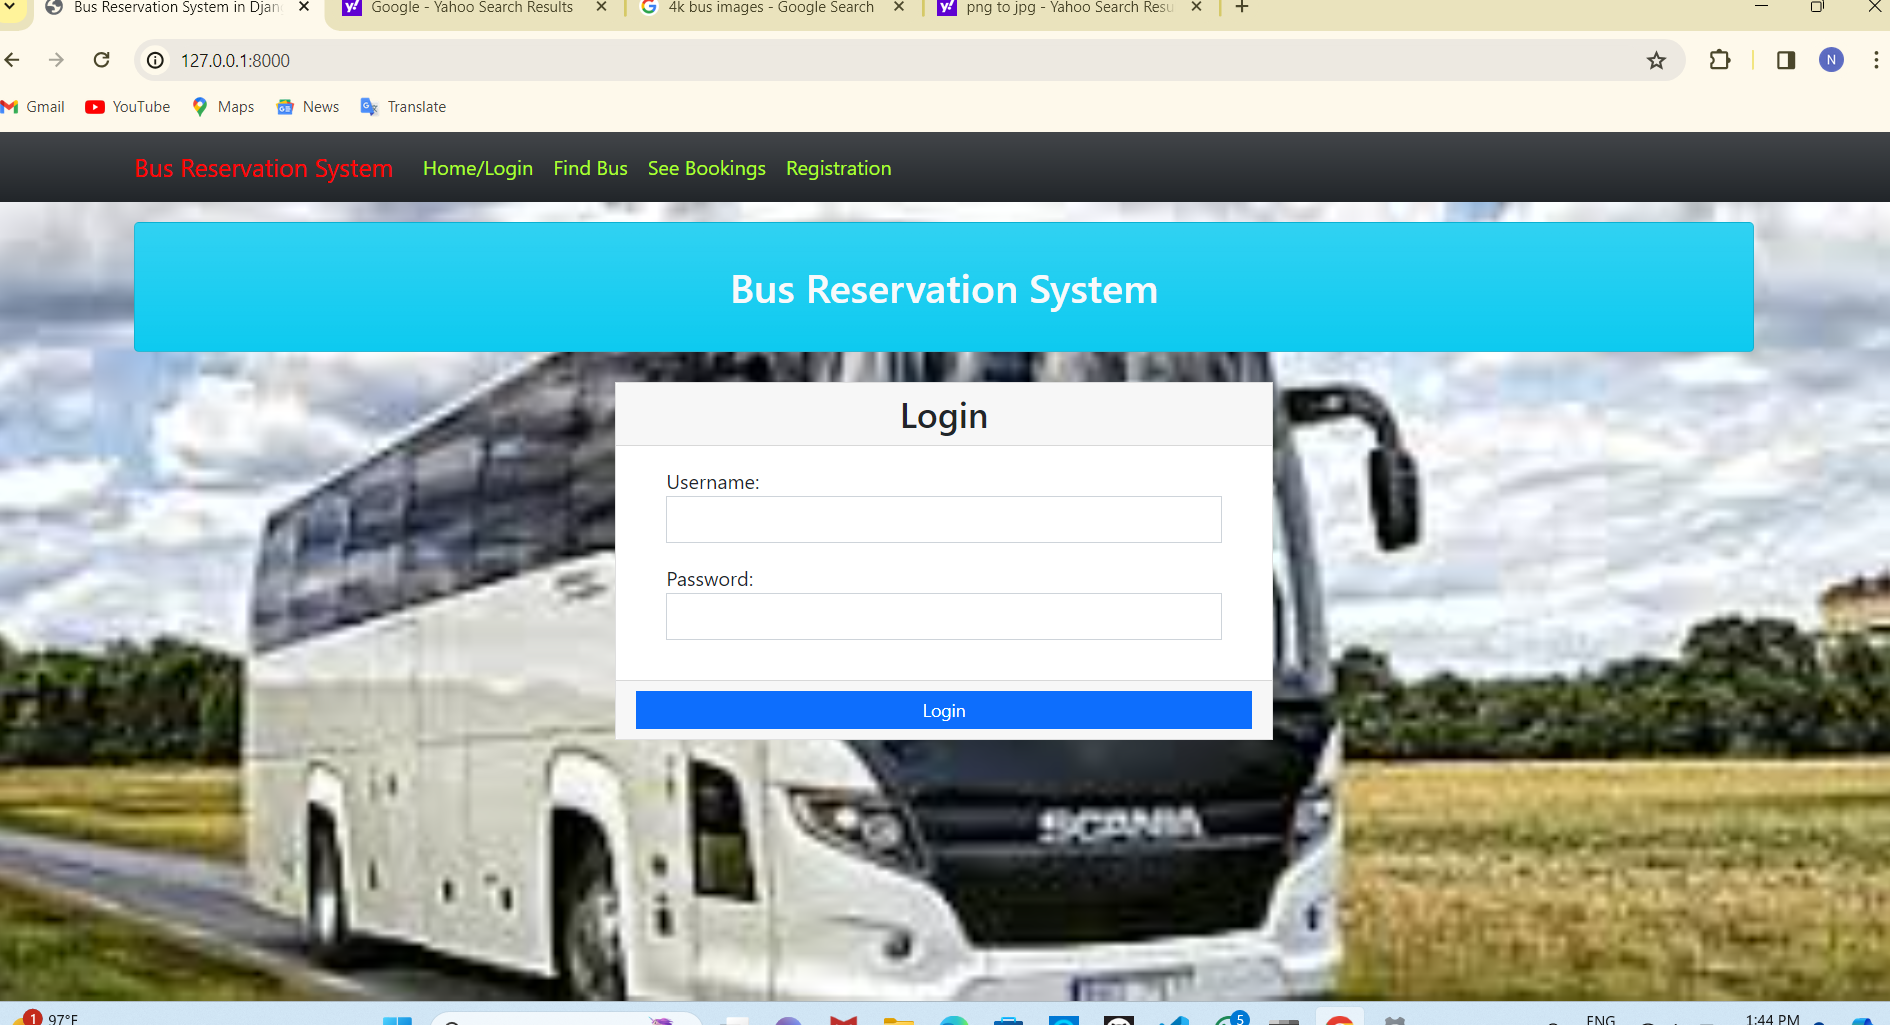 Bus Reservation System in Djan
Google - Yahoo Search Results
4k bus images - Google Search
png to jpg - Yahoo Search Resu
127.0.0.1:8000
N
Gmail YouTube Maps News Translate
Bus Reservation System Home/Login Find Bus See Bookings Registration
Bus Reservation System
Login
Username:
Password:
Login
SCANIA
1 97°F
5
ENG
1:44 PM